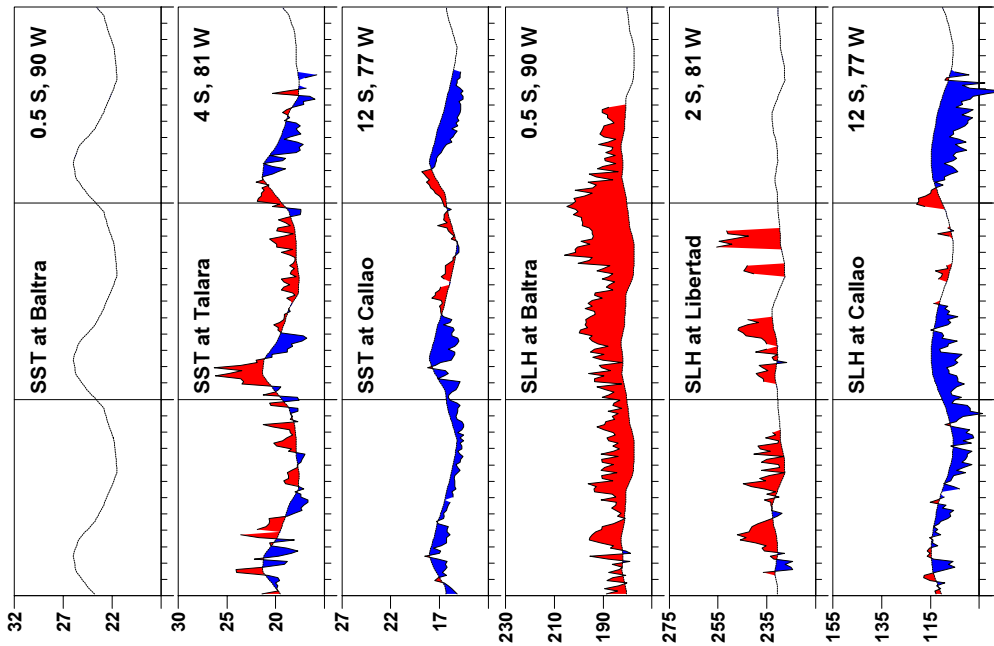 SST at Baltra 0.5 S, 90 W
32
27
22
SST at Talara 4 S, 81 W
30
25
20
SST at Callao 12 S, 77 W
27
17
SLH at Baltra 0.5 S, 90 W
230
210
190
SLH at Libertad 2 S, 81 W
275
255
235
SLH at Callao 12 S, 77 W
155
135
115